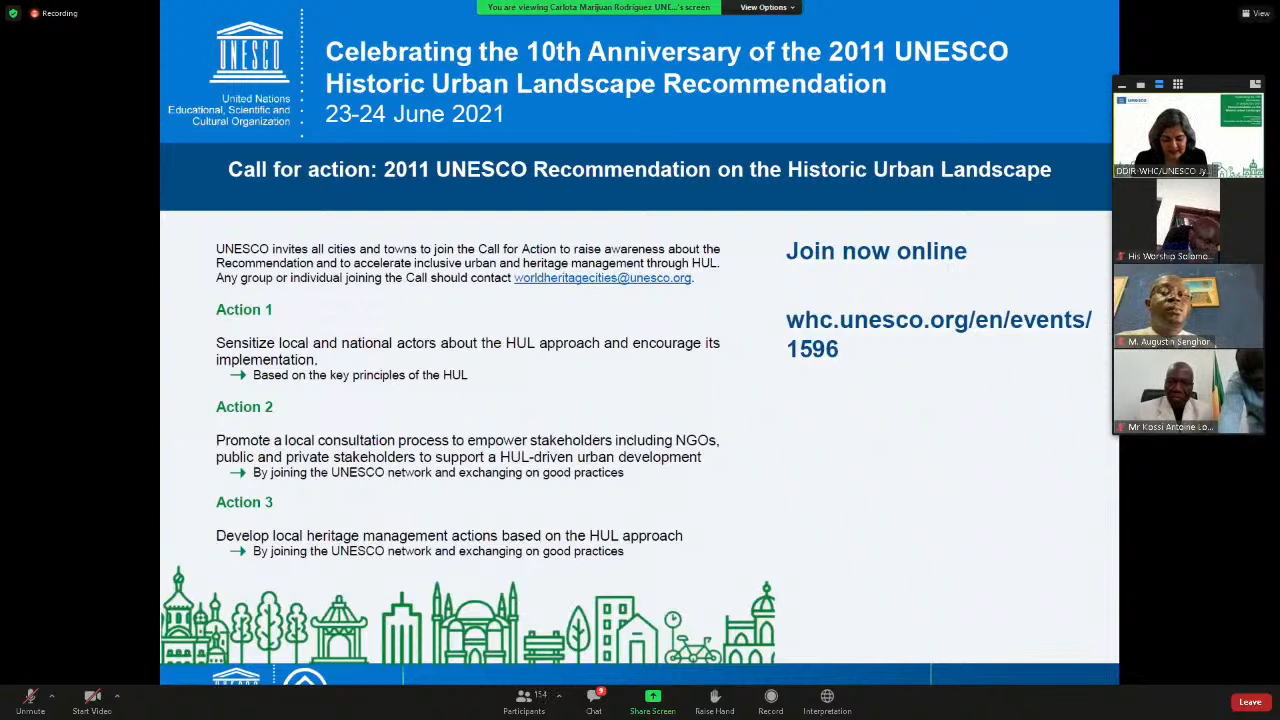 Recording
You are viewing Carlota Marijuan Rodríguez UNE...'s screen
View Options
View
UNESCO
United Nations
Educational, Scientific and
Cultural Organization
Celebrating the 10th Anniversary of the 2011 UNESCO
Historic Urban Landscape Recommendation
23-24 June 2021
Call for action: 2011 UNESCO Recommendation on the Historic Urban Landscape
UNESCO invites all cities and towns to join the Call for Action to raise awareness about the
Recommendation and to accelerate inclusive urban and heritage management through HUL.
Any group or individual joining the Call should contact worldheritagecities@unesco.org.
Action 1
Sensitize local and national actors about the HUL approach and encourage its
implementation.
Based on the key principles of the HUL
Action 2
Promote a local consultation process to empower stakeholders including NGOs,
public and private stakeholders to support a HUL-driven urban development
By joining the UNESCO network and exchanging on good practices
Action 3
Develop local heritage management actions based on the HUL approach
By joining the UNESCO network and exchanging on good practices
Join now online
whc.unesco.org/en/events/
1596
unesco
DDIR-WHC/UNESCO Jy...
His Worship Solomo...
M. Augustin Senghor
Mr Kossi Antoine Lo...
Unmute
Start Video
154
Participants
9
Chat
Share Screen
Raise Hand
Record
Interpretation
Leave